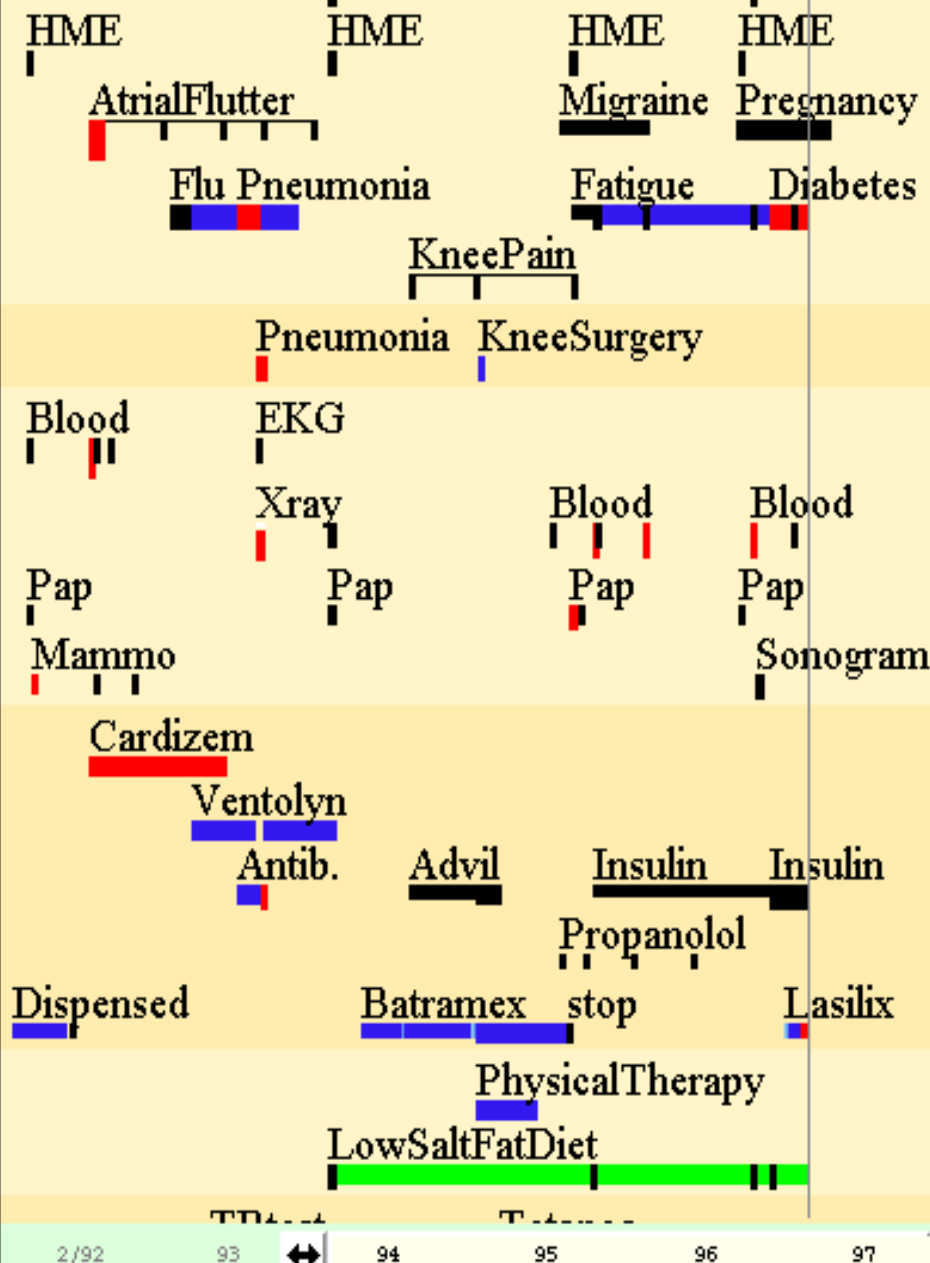 HME HME HME HME
AtrialFlutter Migraine Pregnancy
Flu Pneumonia Fatigue Diabetes
KneePain
Pneumonia KneeSurgery
Blood EKG
Xray Blood Blood
Pap Pap Pap Pap
Mammo Sonogram
Cardizem
Ventolyn
Antib. Advil Insulin Insulin
Propanolol
Dispensed Batramex stop Lasilix
PhysicalTherapy
LowSaltFatDiet
2/92 93 94 95 96 97